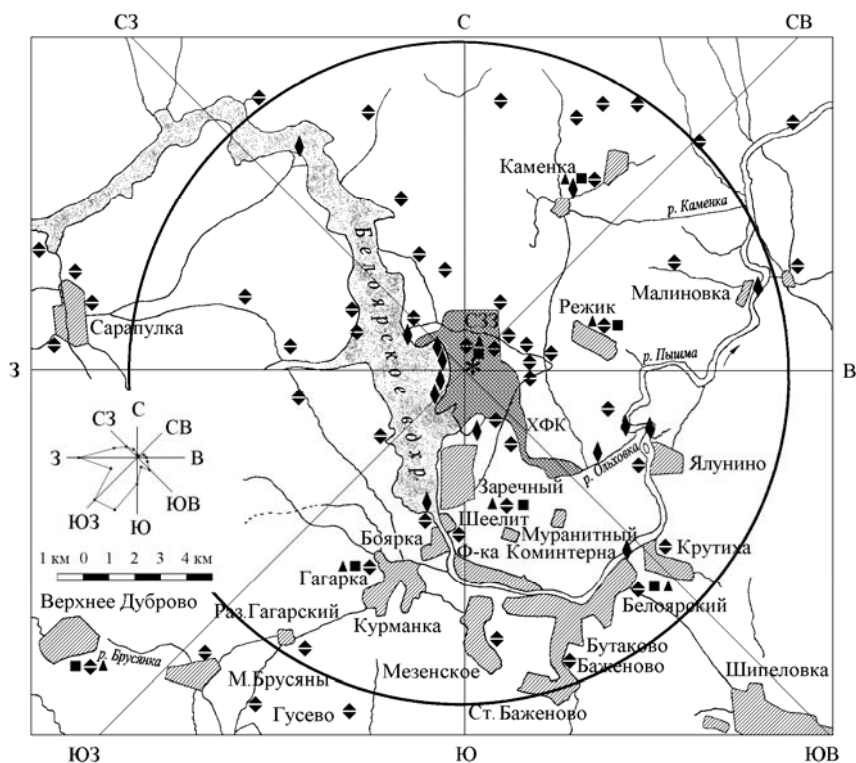 СЗ
С
СВ
Каменка
р. Каменка
Белоярское вдхр
Малиновка
Режик
Сарапулка
СЗЗ
р. Пышма
З
В
С
СЗ
СВ
З
В
ЮЗ
ЮВ
Ю
ХФК
р. Ольховка
Ялунино
Заречный
Шеелит
Муранитный
Боярка
Ф-ка Коминтерна
Крутиха
1 км 0 1 2 3 4 км
Гагарка
Белоярский
Верхнее Дуброво
Раз.Гагарский
Курманка
р. Брусянка
Бутаково
Мезенское
Баженово
Шипеловка
М.Брусяны
Гусево
Ст. Баженово
ЮЗ
Ю
ЮВ